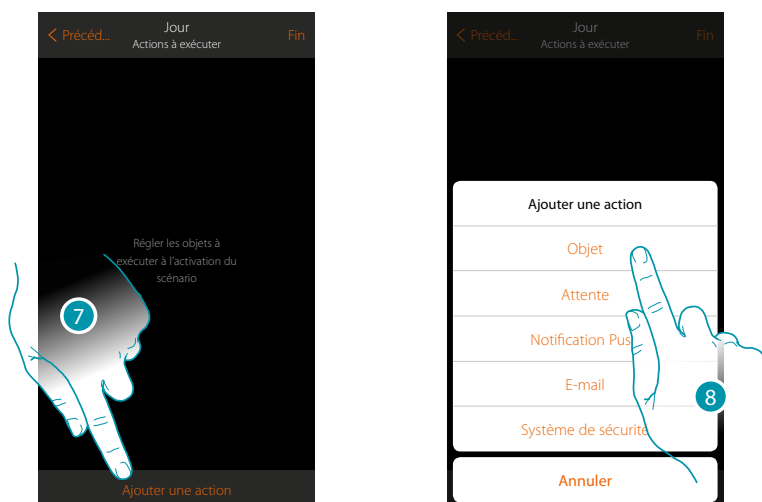 Précéd...
Jour
Fin
Actions à exécuter
Régler les objets à
exécuter à l'activation du
scénario
7
Ajouter une action
Précéd...
Jour
Fin
Actions à exécuter
Ajouter une action
Objet
Attente
Notification Pus
E-mail
Système de sécurité
8
Annuler